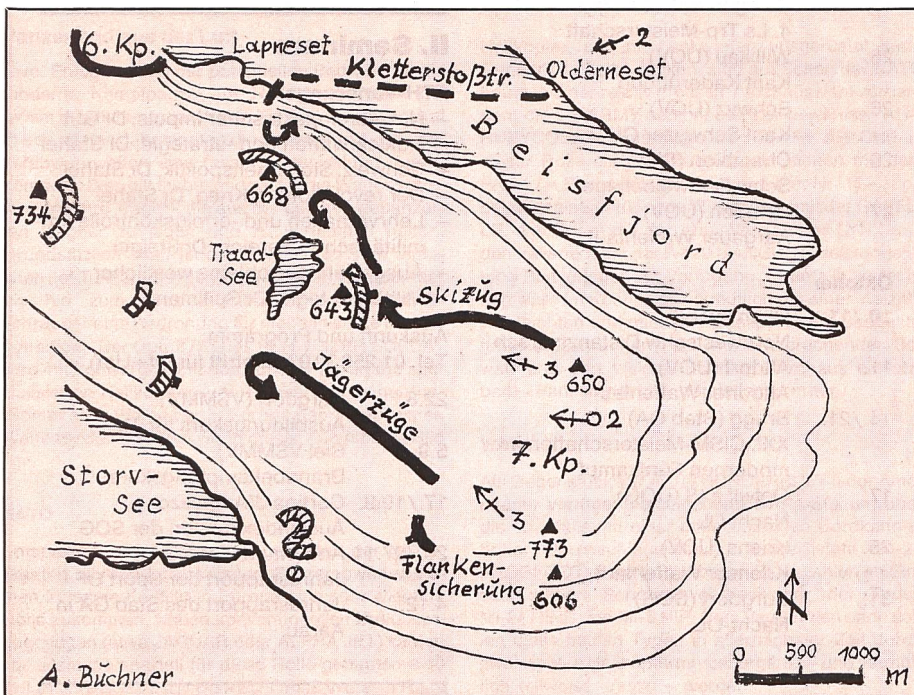 6. Kp.
Lapneset
2
Kletterstoßtr.
Olderneset
Beisfjord
668
734
Traad-
See
643
Skizug
3
650
Jägerzüge
2
7. Kp.
Storv-
See
3
773
Flanken-
sicherung
606
N
0 500 1000 m
A. Büchner